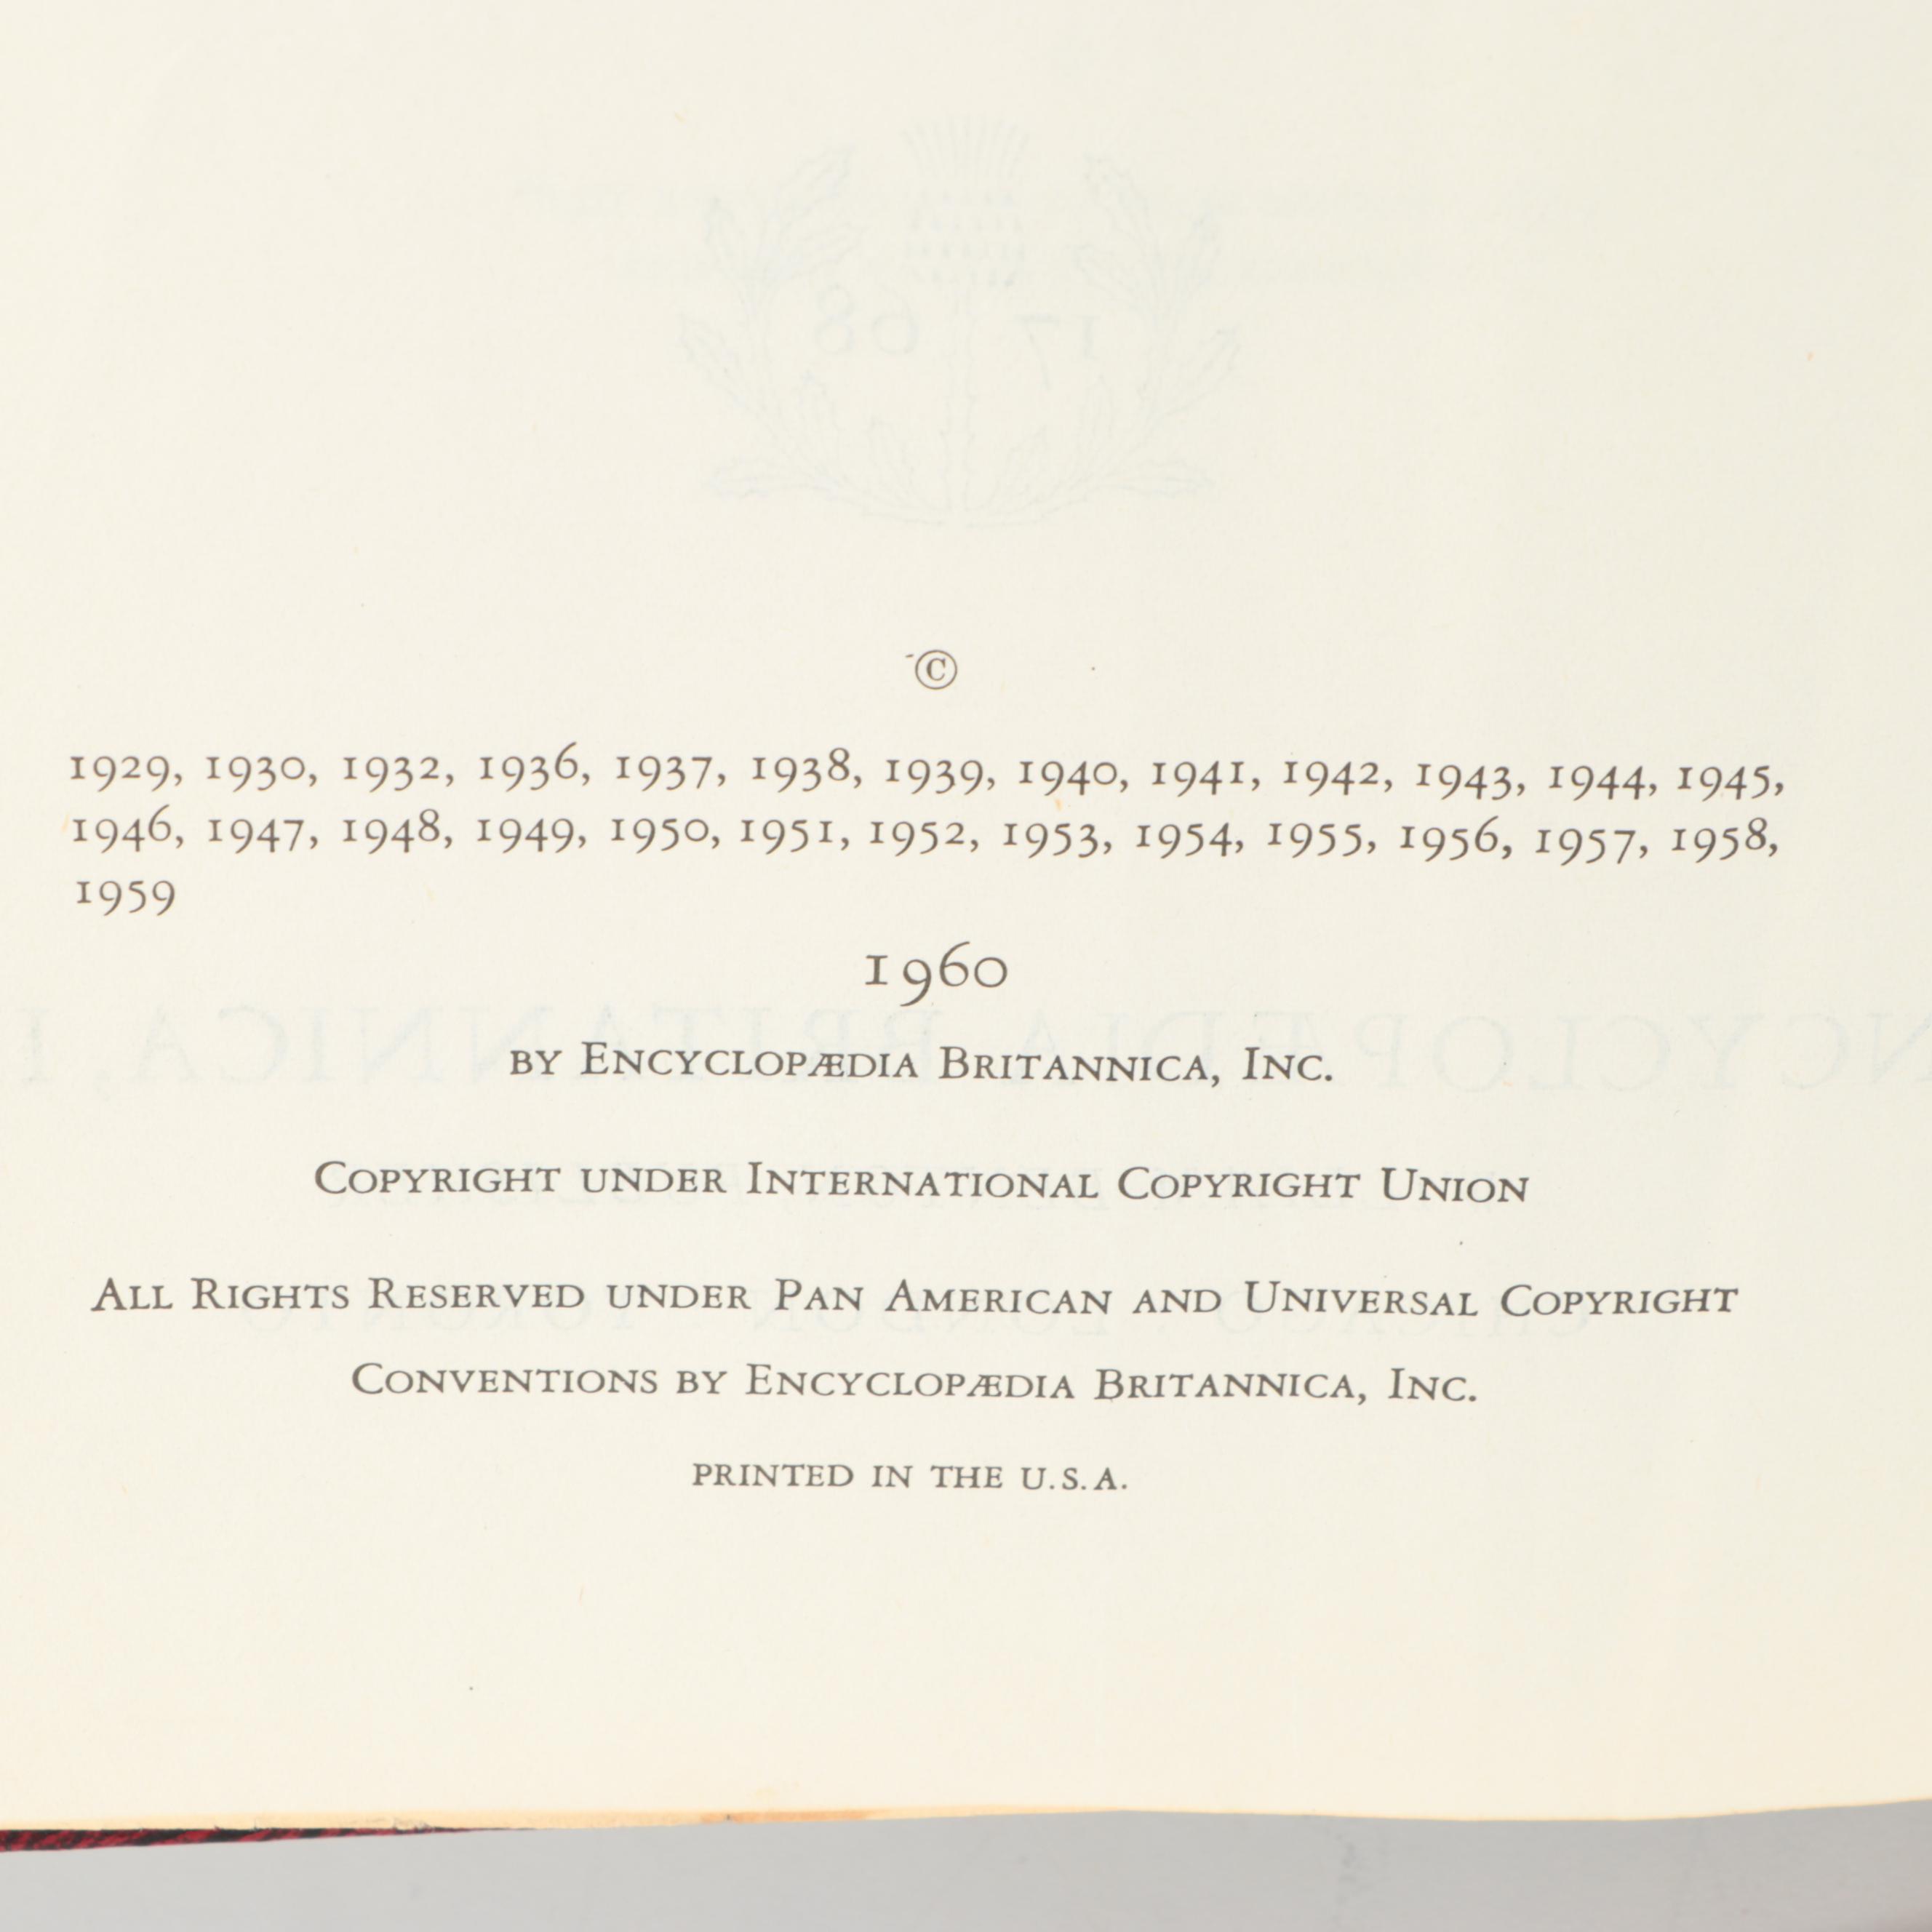 ©
1929, 1930, 1932, 1936, 1937, 1938, 1939, 1940, 1941, 1942, 1943, 1944, 1945,
1946, 1947, 1948, 1949, 1950, 1951, 1952, 1953, 1954, 1955, 1956, 1957, 1958,
1959
1960
BY ENCYCLOPÆDIA BRITANNICA, INC.
COPYRIGHT UNDER INTERNATIONAL COPYRIGHT UNION
ALL RIGHTS RESERVED UNDER PAN AMERICAN AND UNIVERSAL COPYRIGHT
CONVENTIONS BY ENCYCLOPÆDIA BRITANNICA, INC.
PRINTED IN THE U.S.A.